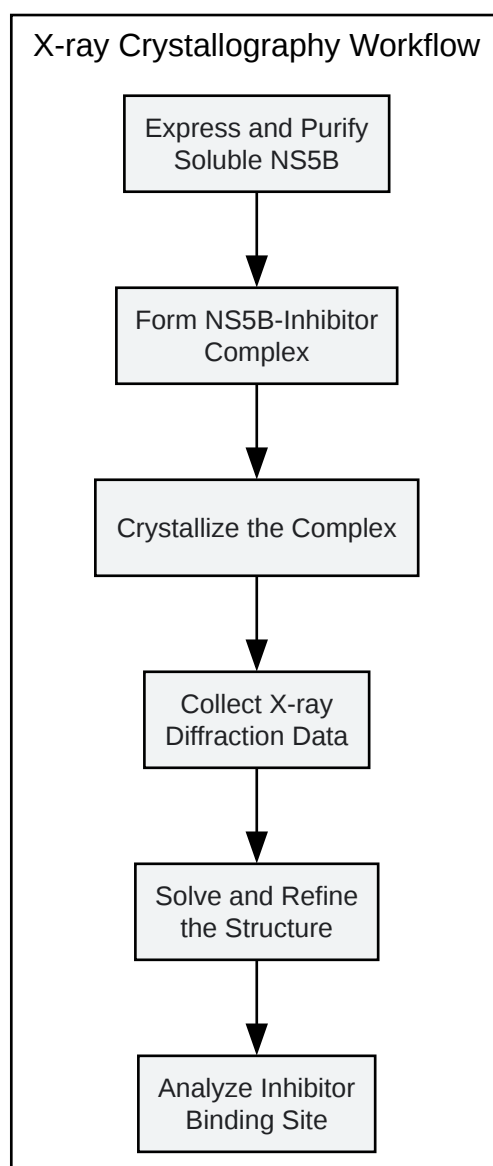 X-ray Crystallography Workflow
Express and Purify
Soluble NS5B
Form NS5B-Inhibitor
Complex
Crystallize the Complex
Collect X-ray
Diffraction Data
Solve and Refine
the Structure
Analyze Inhibitor
Binding Site